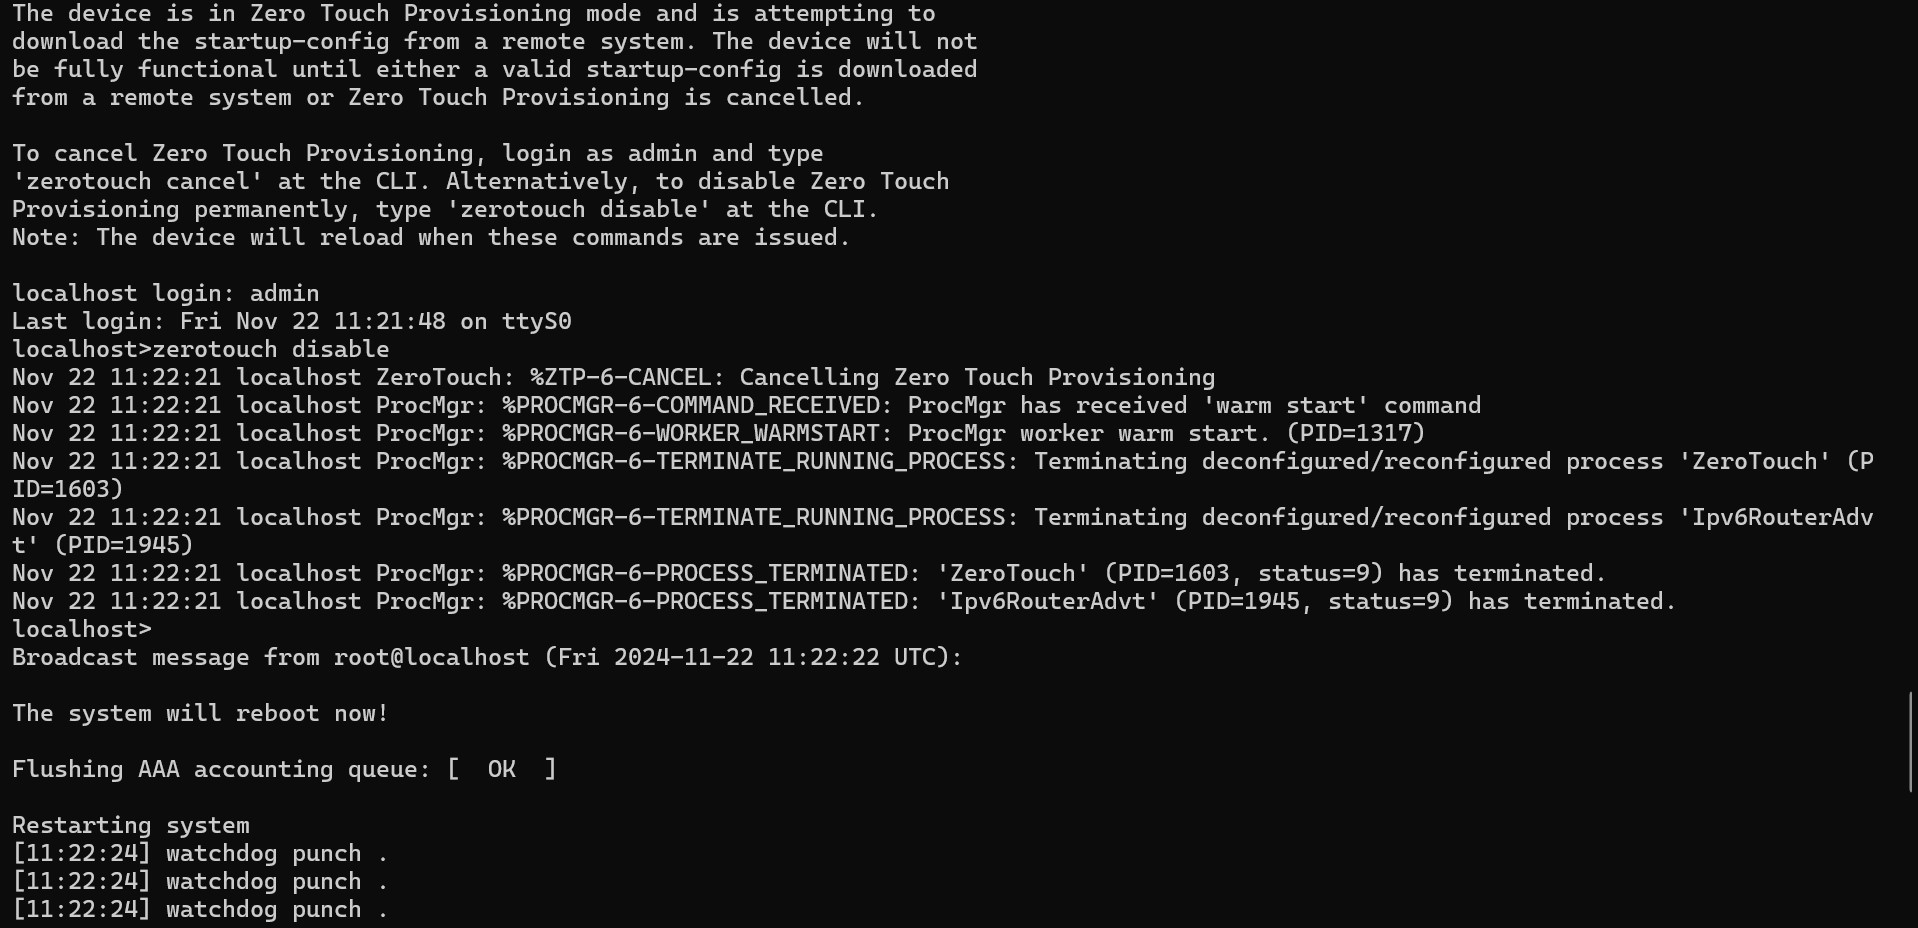 The device is in Zero Touch Provisioning mode and is attempting to
download the startup-config from a remote system. The device will not
be fully functional until either a valid startup-config is downloaded
from a remote system or Zero Touch Provisioning is cancelled.

To cancel Zero Touch Provisioning, login as admin and type
'zerotouch cancel' at the CLI. Alternatively, to disable Zero Touch
Provisioning permanently, type 'zerotouch disable' at the CLI.
Note: The device will reload when these commands are issued.

localhost login: admin
Last login: Fri Nov 22 11:21:48 on ttyS0
localhost>zerotouch disable
Nov 22 11:22:21 localhost ZeroTouch: %ZTP-6-CANCEL: Cancelling Zero Touch Provisioning
Nov 22 11:22:21 localhost ProcMgr: %PROCMGR-6-COMMAND_RECEIVED: ProcMgr has received 'warm start' command
Nov 22 11:22:21 localhost ProcMgr: %PROCMGR-6-WORKER_WARMSTART: ProcMgr worker warm start. (PID=1317)
Nov 22 11:22:21 localhost ProcMgr: %PROCMGR-6-TERMINATE_RUNNING_PROCESS: Terminating deconfigured/reconfigured process 'ZeroTouch' (P
ID=1603)
Nov 22 11:22:21 localhost ProcMgr: %PROCMGR-6-TERMINATE_RUNNING_PROCESS: Terminating deconfigured/reconfigured process 'Ipv6RouterAdv
t' (PID=1945)
Nov 22 11:22:21 localhost ProcMgr: %PROCMGR-6-PROCESS_TERMINATED: 'ZeroTouch' (PID=1603, status=9) has terminated.
Nov 22 11:22:21 localhost ProcMgr: %PROCMGR-6-PROCESS_TERMINATED: 'Ipv6RouterAdvt' (PID=1945, status=9) has terminated.
localhost>
Broadcast message from root@localhost (Fri 2024-11-22 11:22:22 UTC):

The system will reboot now!

Flushing AAA accounting queue: [  OK  ]

Restarting system
[11:22:24] watchdog punch .
[11:22:24] watchdog punch .
[11:22:24] watchdog punch .